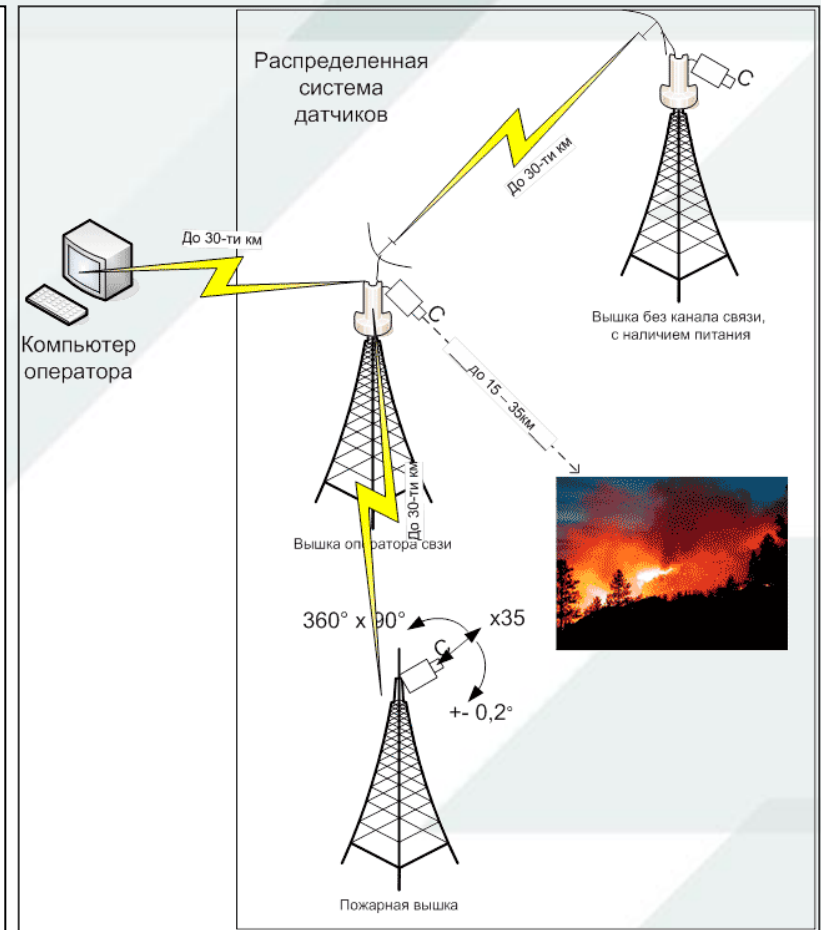 Распределенная
система
датчиков
До 30-ти км
До 30-ти км
Компьютер
оператора
Вышка без канала связи,
с наличием питания
до 15 – 35км
До 30-ти км
Вышка оператора свзи
360° x 90°
x35
+- 0,2°
Пожарная вышка